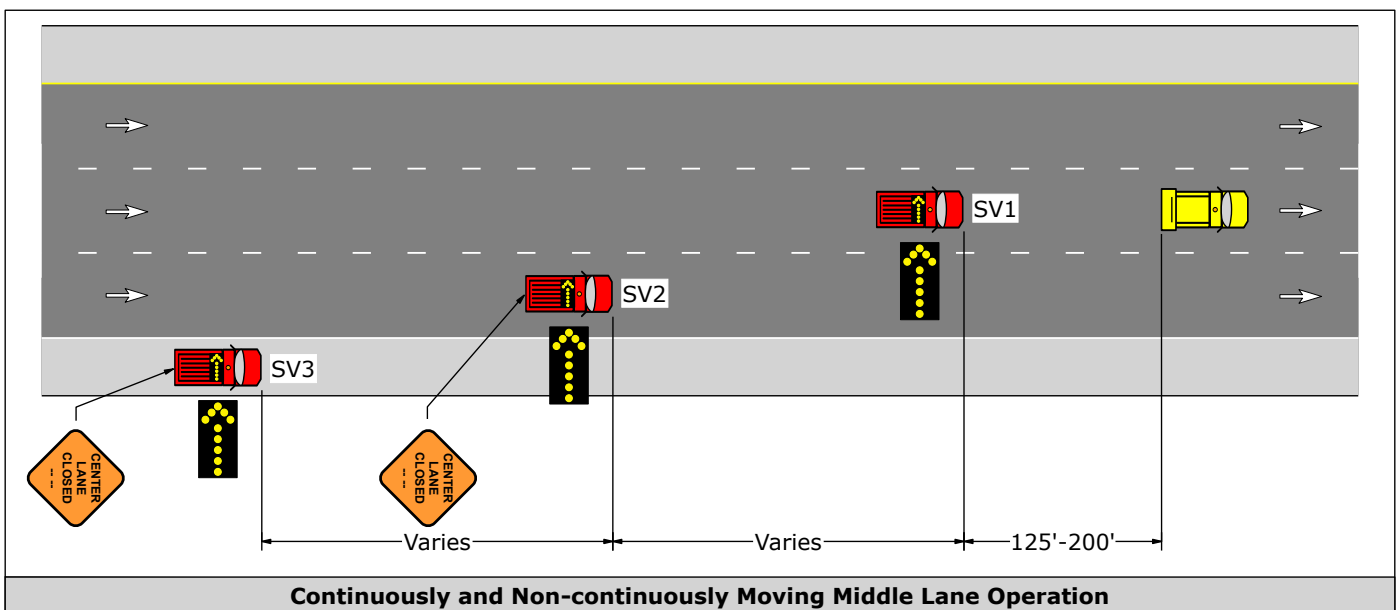 SV1
SV2
SV3
CENTER
LANE
CLOSED
-- --
CENTER
LANE
CLOSED
-- --
Varies
Varies
125'-200'
Continuously and Non-continuously Moving Middle Lane Operation